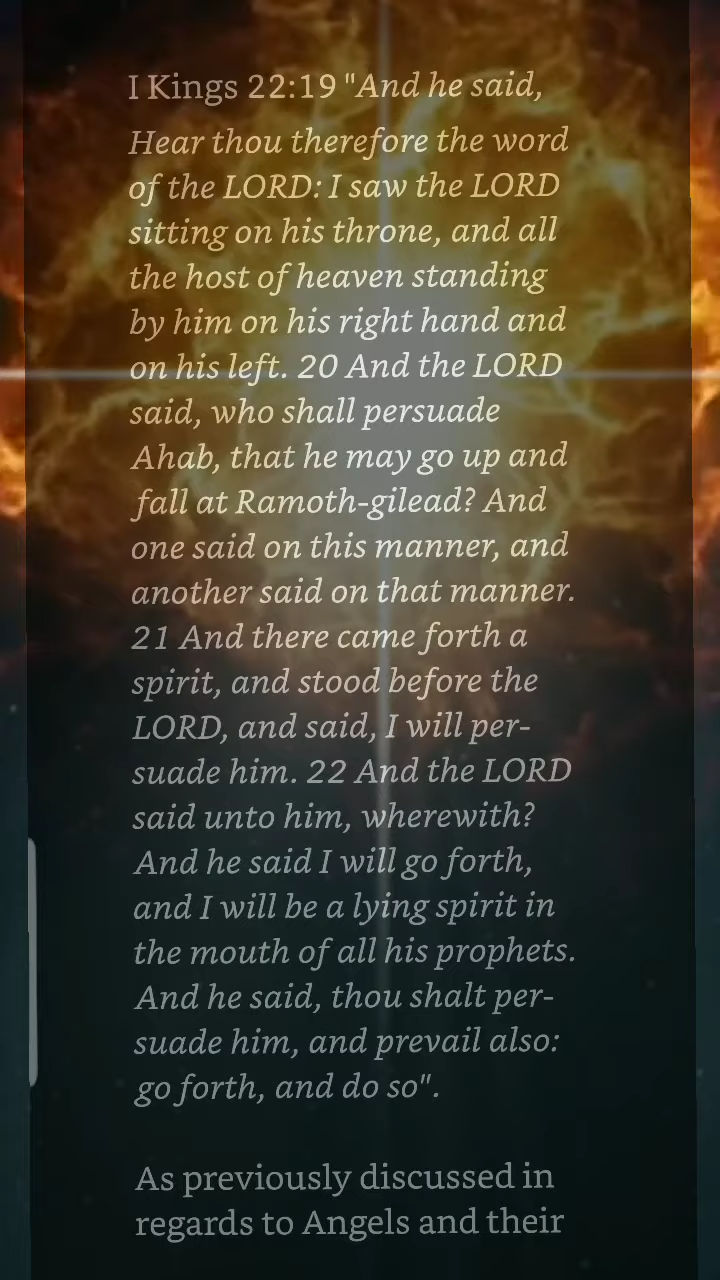 I Kings 22:19 "And he said,
Hear thou therefore the word
of the LORD: I saw the LORD
sitting on his throne, and all
the host of heaven standing
by him on his right hand and
on his left. 20 And the LORD
said, who shall persuade
Ahab, that he may go up and
fall at Ramoth-gilead? And
one said on this manner, and
another said on that manner.
21 And there came forth a
spirit, and stood before the
LORD, and said, I will per-
suade him. 22 And the LORD
said unto him, wherewith?
And he said I will go forth,
and I will be a lying spirit in
the mouth of all his prophets.
And he said, thou shalt per-
suade him, and prevail also:
go forth, and do so".
As previously discussed in
regards to Angels and their